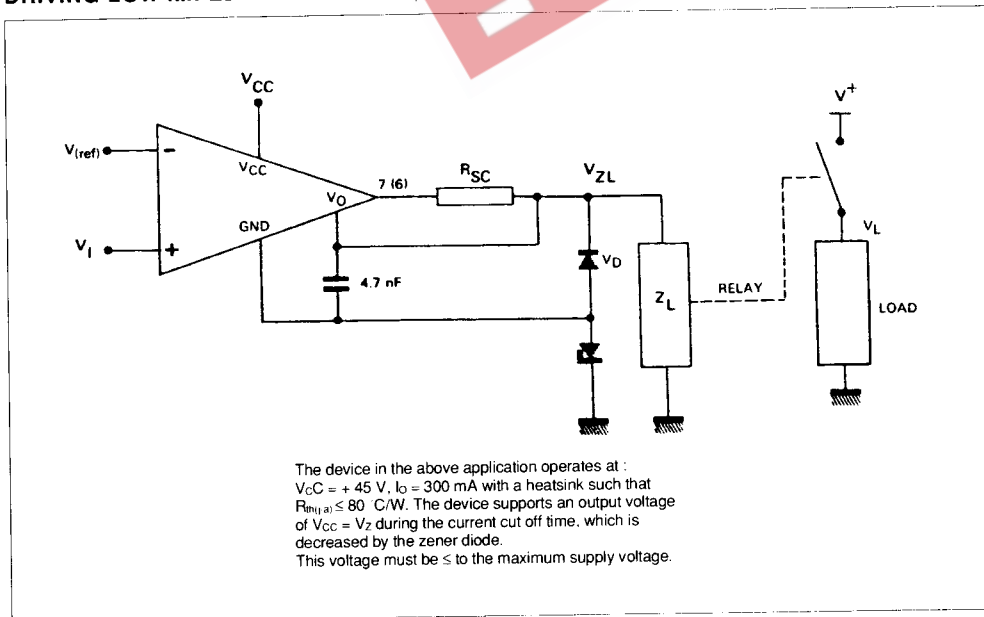 DRIVING LOW
VCC
V+
V(ref)
-
VCC
7 (6)
RSC
VZL
VO
GND
VI
+
VD
VL
4.7 nF
ZL
RELAY
LOAD
The device in the above application operates at :
VCC = + 45 V, IO = 300 mA with a heatsink such that
Rth(j a) ≤ 80 °C/W. The device supports an output voltage
of VCC = VZ during the current cut off time, which is
decreased by the zener diode.
This voltage must be ≤ to the maximum supply voltage.